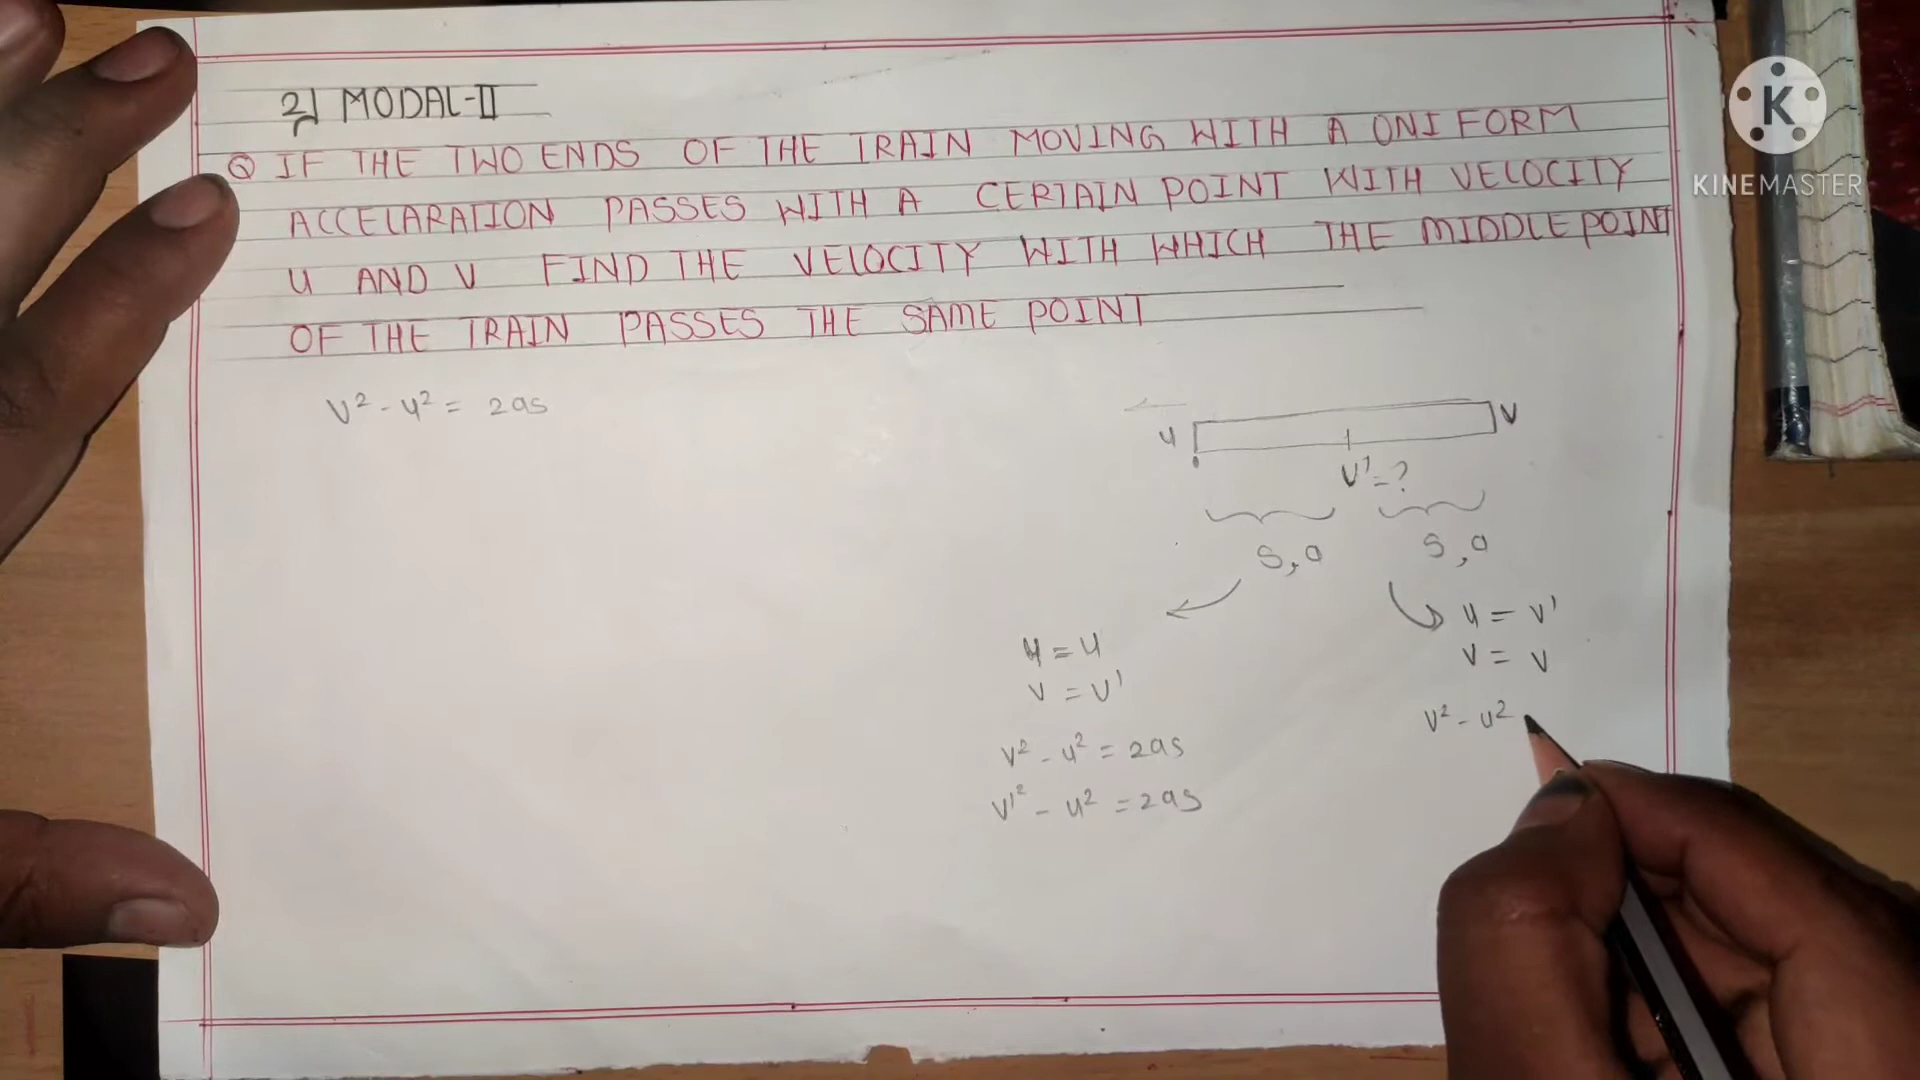 2) MODAL-II
Q IF THE TWO ENDS OF THE TRAIN MOVING WITH A ONIFORM
ACCELARATION PASSES WITH A CERTAIN POINT WITH VELOCITY
U AND V FIND THE VELOCITY WITH WHICH THE MIDDLE POINT
OF THE TRAIN PASSES THE SAME POINT
V² - U² = 2as
u V
V' = ?
S, a S, a
u = u
v = v'
v² - u² = 2as
v'² - u² = 2as
u = v'
v = v
v² - u²
K
KINEMASTER